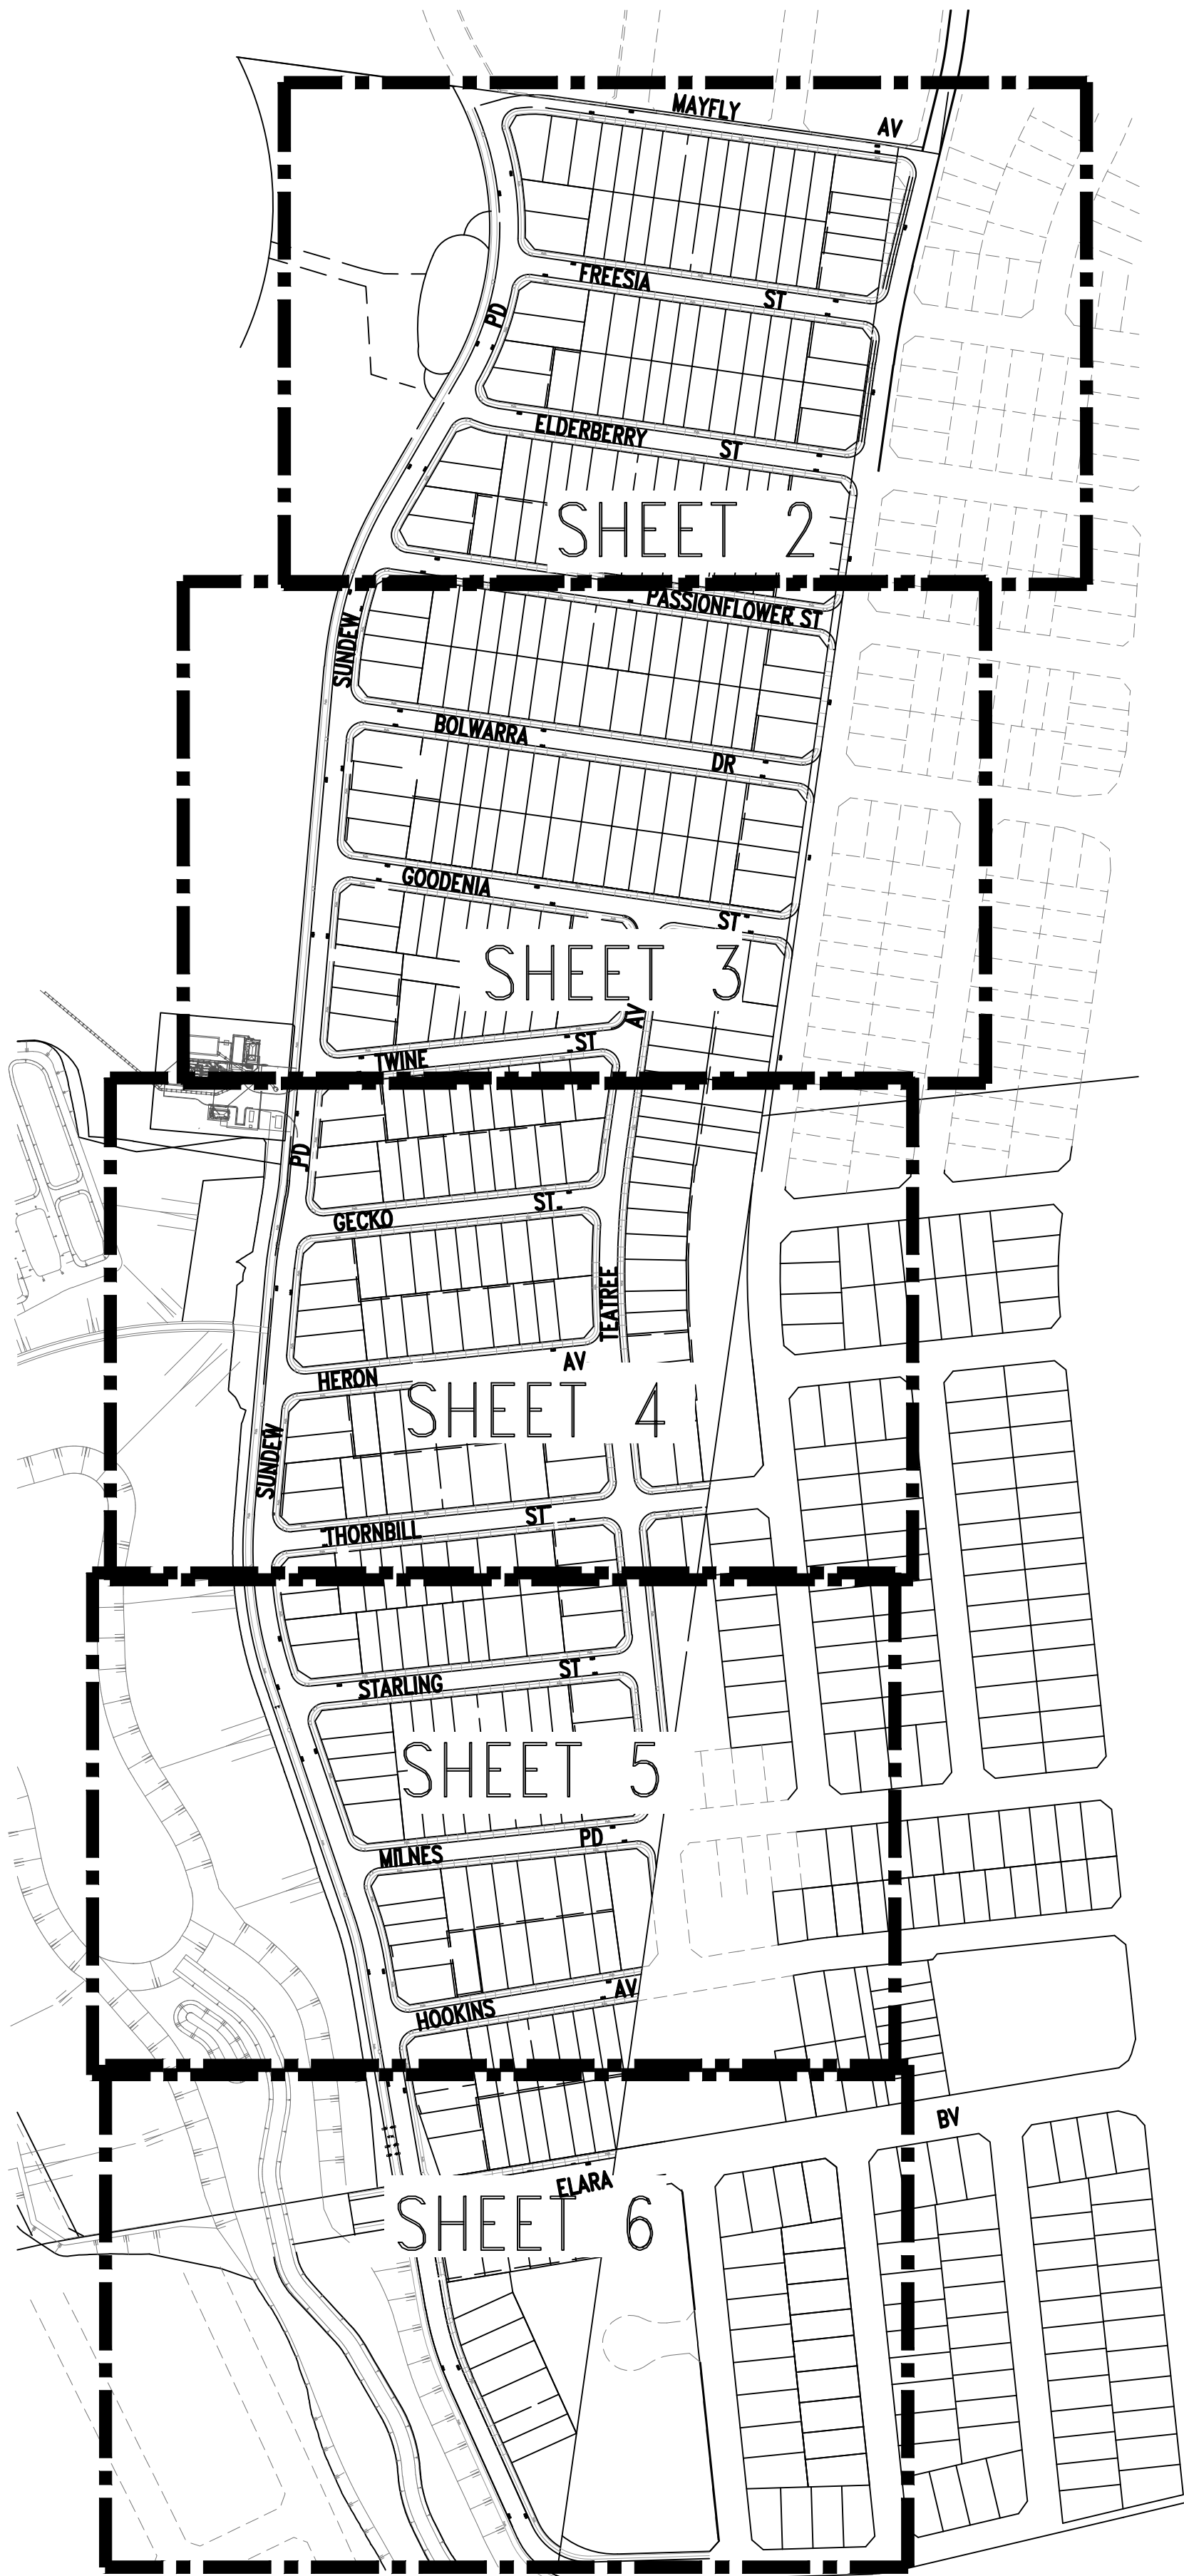 MAYFLY AV
FREESIA ST
PD
ELDERBERRY ST
SHEET 2
PASSIONFLOWER ST
SUNDEW
BOLWARRA DR
GOODENIA ST
SHEET 3
AV
TWINE ST
PD
GECKO ST
TEATREE
HERON AV
SHEET 4
SUNDEW
THORNBILL ST
STARLING ST
SHEET 5
MILNES PD
HOOKINS AV
BV
ELARA
SHEET 6